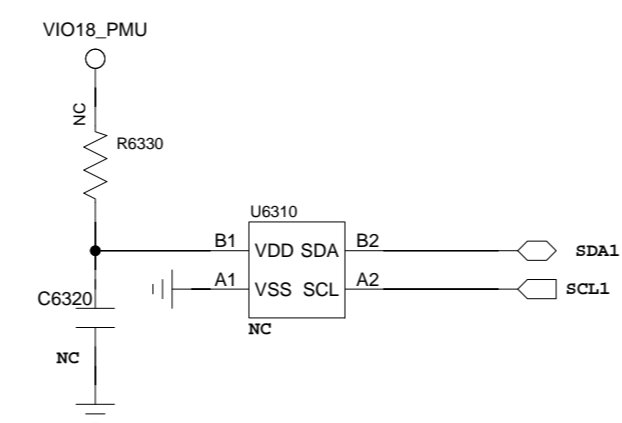 VIO18_PMU
NC
R6330
U6310
B1 VDD SDA B2 SDA1
A1 VSS SCL A2 SCL1
C6320
NC
NC